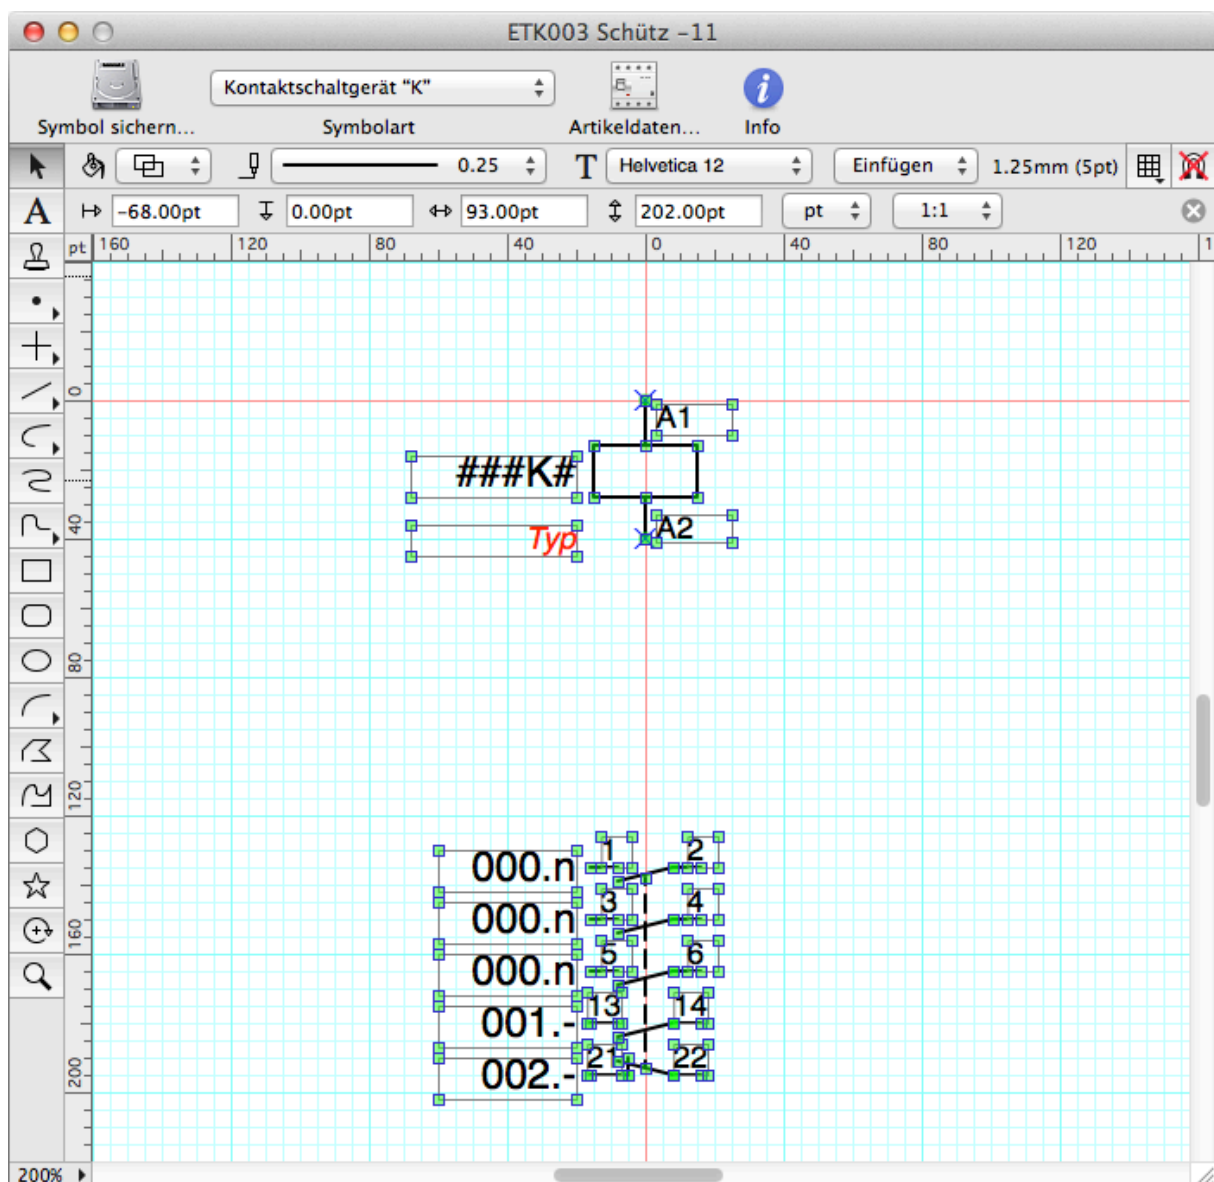 ETK003 Schütz –11
Kontaktschaltgerät “K”
Symbol sichern... Symbolart Artikeldaten... Info
0.25 T Helvetica 12 Einfügen 1.25mm (5pt)
A -68.00pt 0.00pt 93.00pt 202.00pt pt 1:1
pt 160 120 80 40 0 40 80 120 1
0
A1
###K#
40
Typ A2
80
120
000.n 1 2
000.n 3 4
160
000.n 5 6
001.- 13 14
200
002.- 21 22
200%